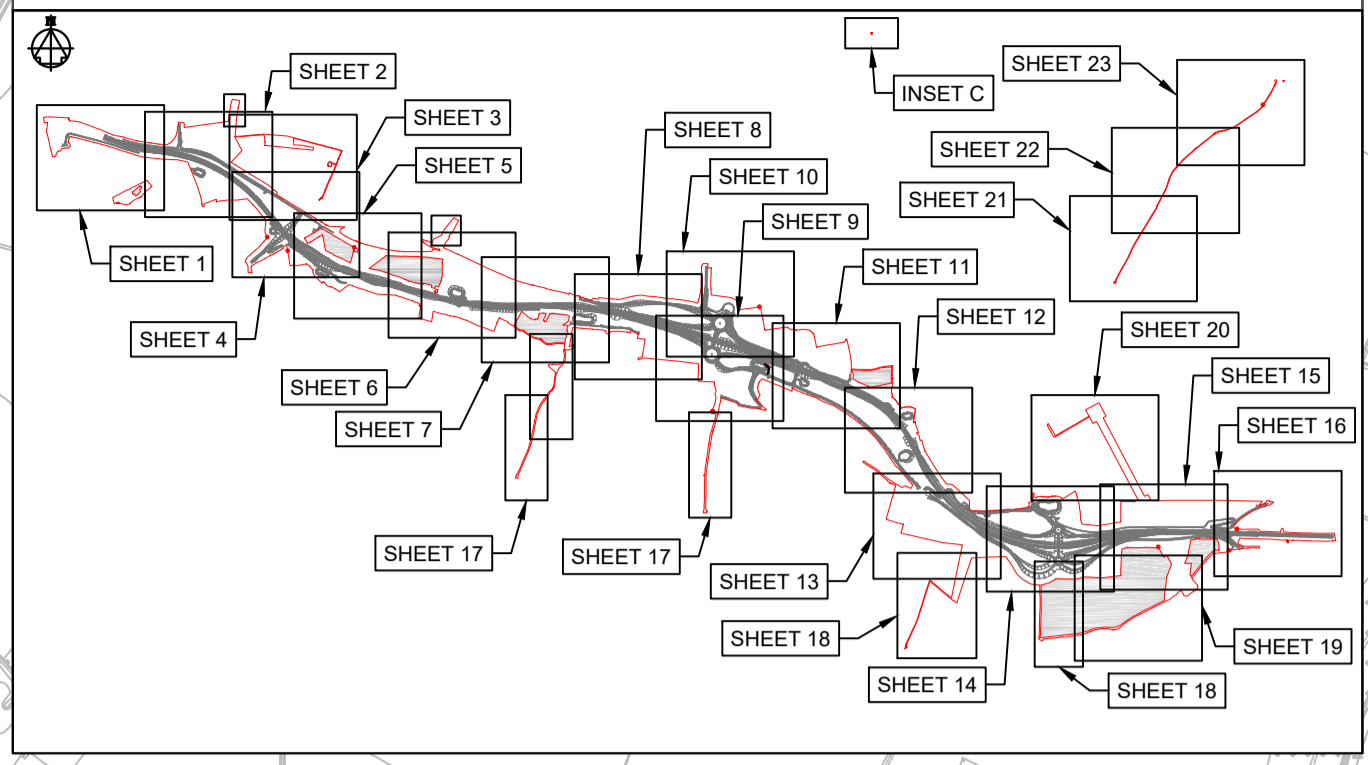 SHEET 2
INSET C
SHEET 23
SHEET 3
SHEET 8
SHEET 22
SHEET 5
SHEET 10
SHEET 21
SHEET 9
SHEET 1
SHEET 11
SHEET 12
SHEET 4
SHEET 20
SHEET 6
SHEET 15
SHEET 7
SHEET 16
SHEET 17
SHEET 17
SHEET 13
SHEET 18
SHEET 19
SHEET 14
SHEET 18